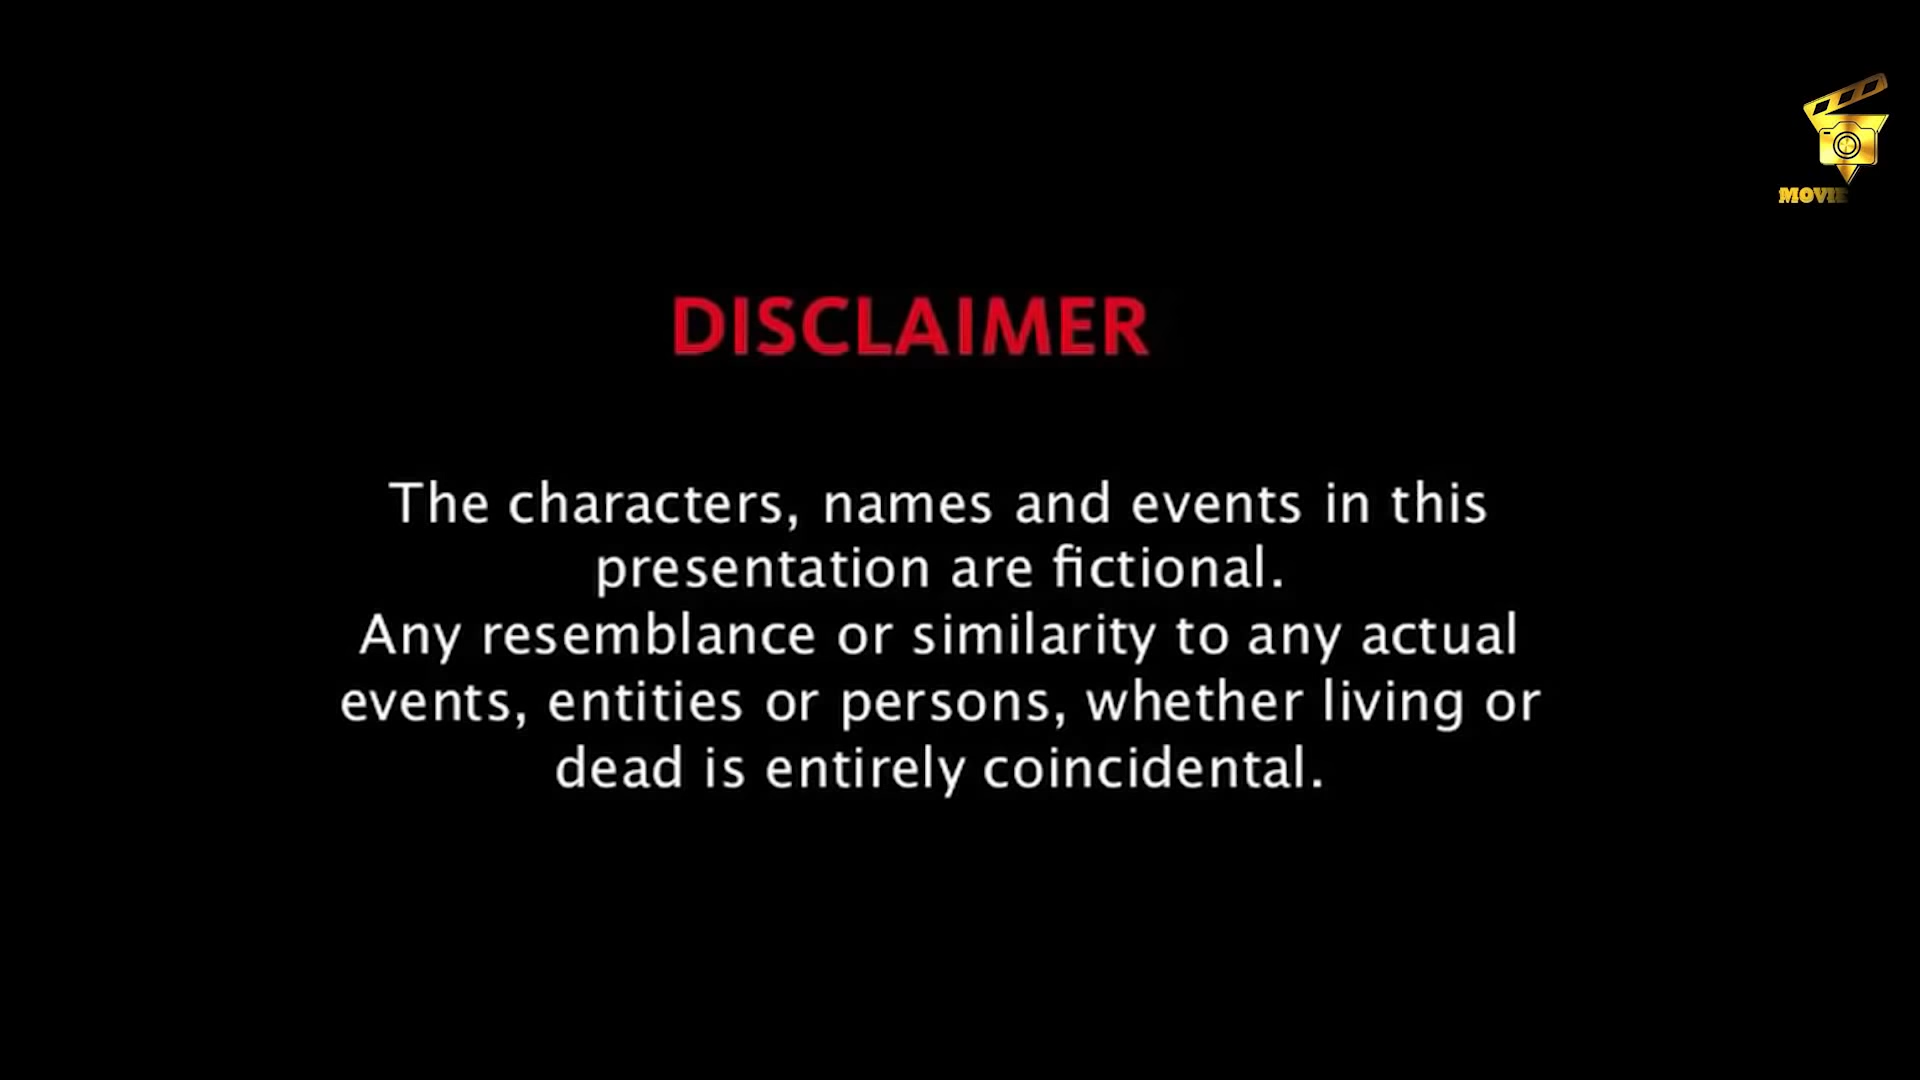 MOVIE
DISCLAIMER
The characters, names and events in this
presentation are fictional.
Any resemblance or similarity to any actual
events, entities or persons, whether living or
dead is entirely coincidental.